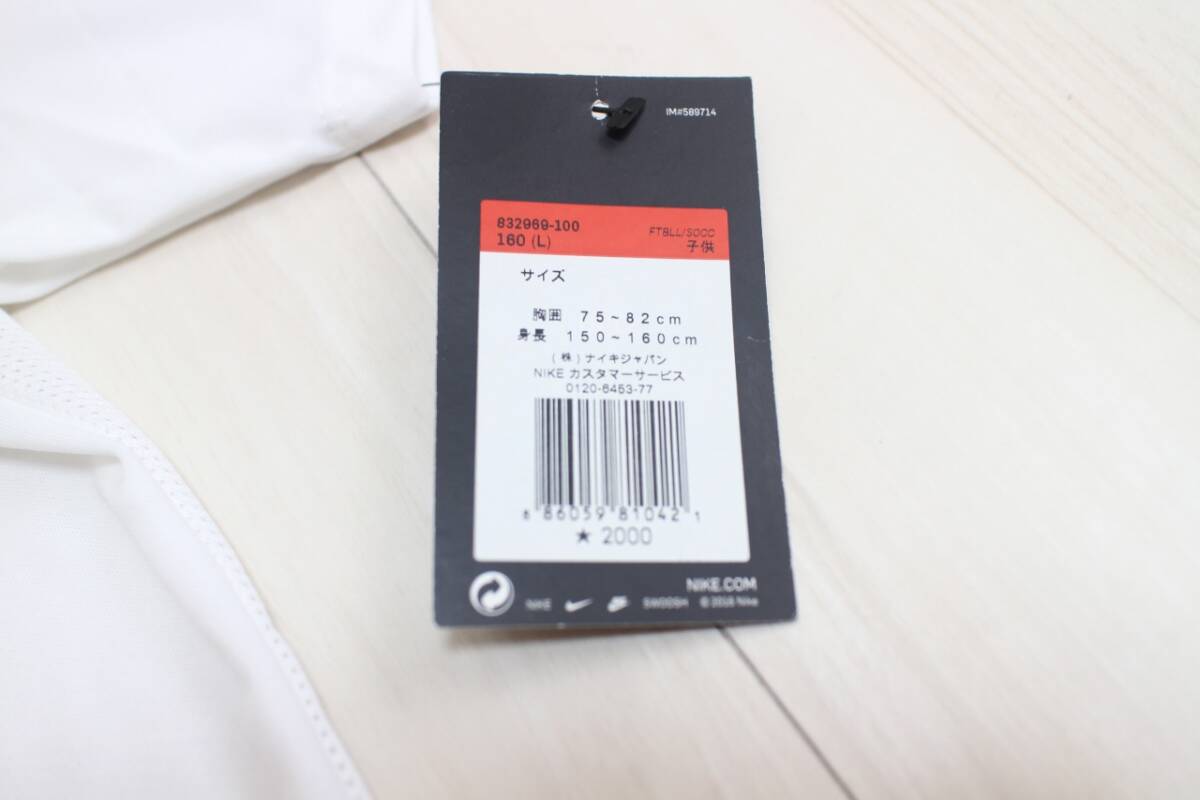 IM#589714
832969-100
160 (L)
FTBLL/SOCC
子供
サイズ
胸囲 75~82cm
身長 150~160cm
(株)ナイキジャパン
NIKE カスタマーサービス
0120-6453-77
8 86059 81042 1
★ 2000
NIKE.COM
NIKE SWOOSH © 2016 Nike